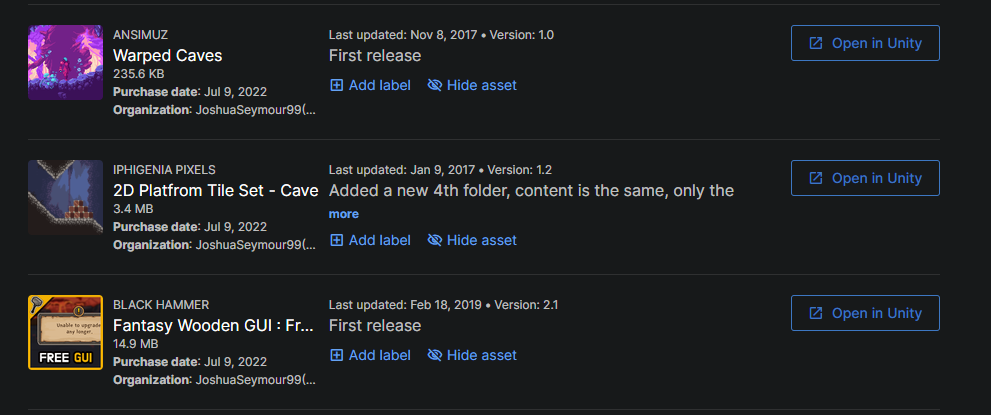 ANSIMUZ
Warped Caves
235.6 KB
Purchase date: Jul 9, 2022
Organization: JoshuaSeymour99(...
Last updated: Nov 8, 2017 • Version: 1.0
First release
Add label Hide asset
Open in Unity
IPHIGENIA PIXELS
2D Platfrom Tile Set - Cave
3.4 MB
Purchase date: Jul 9, 2022
Organization: JoshuaSeymour99(...
Last updated: Jan 9, 2017 • Version: 1.2
Added a new 4th folder, content is the same, only the
more
Add label Hide asset
Open in Unity
Unable to upgrade
any longer.
FREE GUI
BLACK HAMMER
Fantasy Wooden GUI : Fr...
14.9 MB
Purchase date: Jul 9, 2022
Organization: JoshuaSeymour99(...
Last updated: Feb 18, 2019 • Version: 2.1
First release
Add label Hide asset
Open in Unity